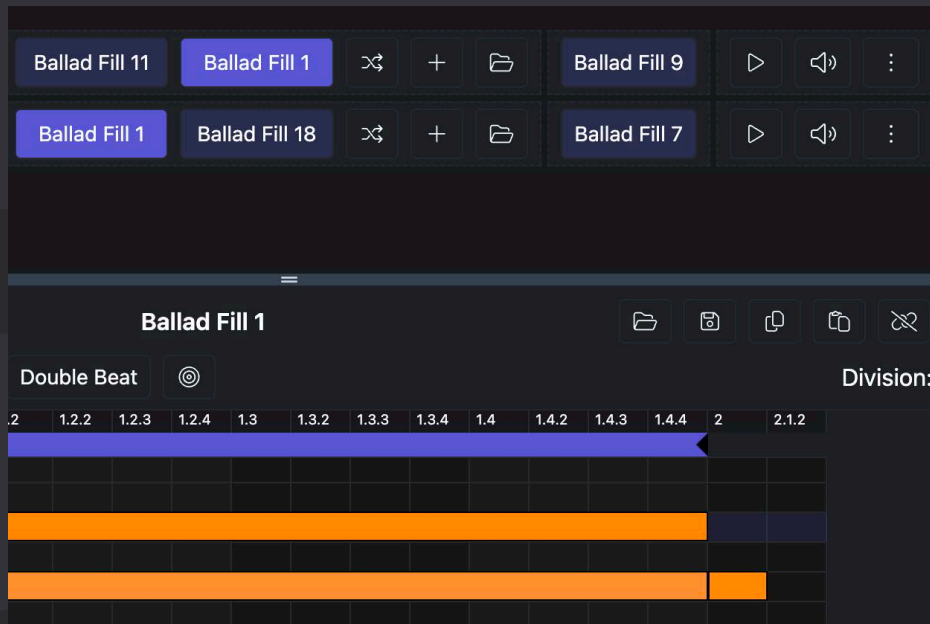 Ballad Fill 11 Ballad Fill 1 Ballad Fill 9
Ballad Fill 1 Ballad Fill 18 Ballad Fill 7
Ballad Fill 1
Double Beat Division:
.2 1.2.2 1.2.3 1.2.4 1.3 1.3.2 1.3.3 1.3.4 1.4 1.4.2 1.4.3 1.4.4 2 2.1.2